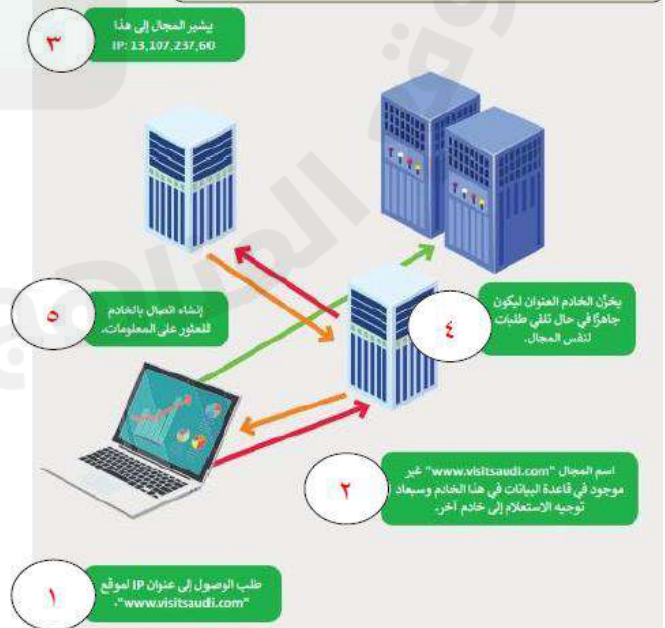 يشير المجال إلى هذا
IP: 13,107,237,60
٣
يخزّن الخادم العنوان ليكون
جاهزًا في حال تلقي طلبات
لنفس المجال.
٤
إنشاء اتصال بالخادم
للعثور على المعلومات.
٥
اسم المجال "www.visitsaudi.com" غير
موجود في قاعدة البيانات في هذا الخادم وسيعاد
توجيه الاستعلام إلى خادم آخر.
٢
طلب الوصول إلى عنوان IP لموقع
"www.visitsaudi.com".
١